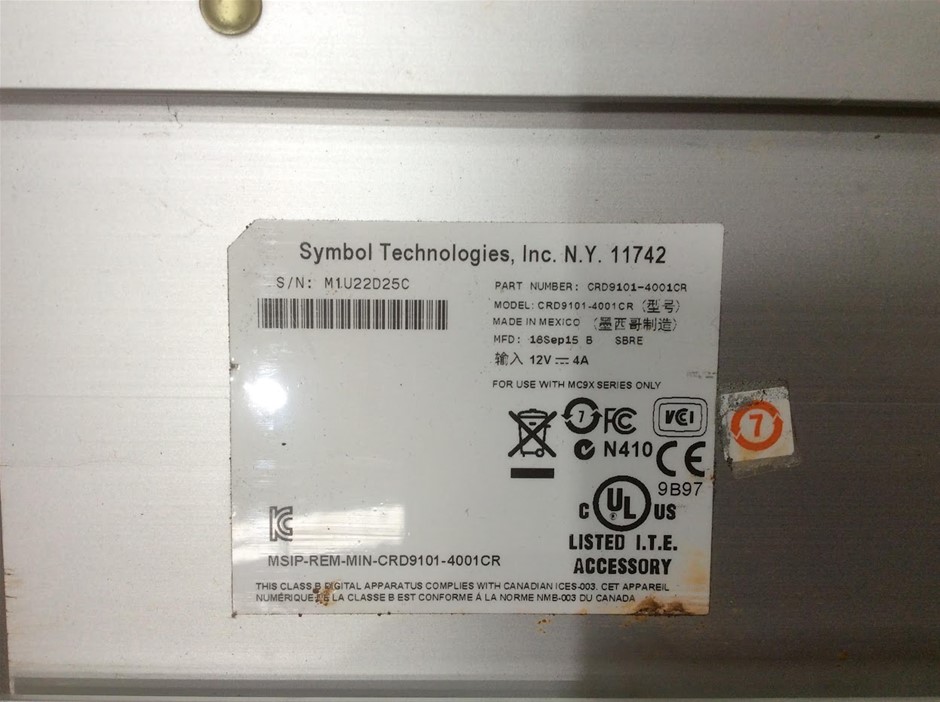 Symbol Technologies, Inc. N.Y. 11742
S/N: M1U22D25C
PART NUMBER: CRD9101-4001CR
MODEL: CRD9101-4001CR (型号)
MADE IN MEXICO (墨西哥制造)
MFD: 18Sep15 B SBRE
输入 12V⎓4A
FOR USE WITH MC9X SERIES ONLY
7 FC VCI
N410 CE
7
9B97
C UL US
LISTED I.T.E.
ACCESSORY
KC
MSIP-REM-MIN-CRD9101-4001CR
THIS CLASS B DIGITAL APPARATUS COMPLIES WITH CANADIAN ICES-003. CET APPAREIL
NUMÉRIQUE DE LA CLASSE B EST CONFORME À LA NORME NMB-003 DU CANADA